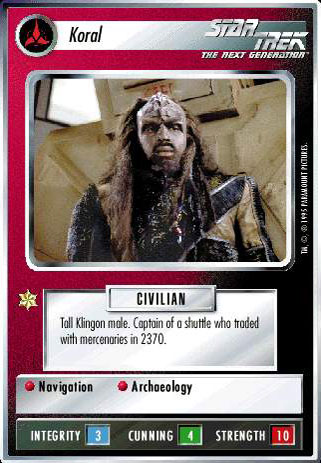 Koral
STAR TREK
THE NEXT GENERATION
TM, © ® 1995 PARAMOUNT PICTURES.
CIVILIAN
Tall Klingon male. Captain of a shuttle who traded
with mercenaries in 2370.
Navigation Archaeology
INTEGRITY 3 CUNNING 4 STRENGTH 10